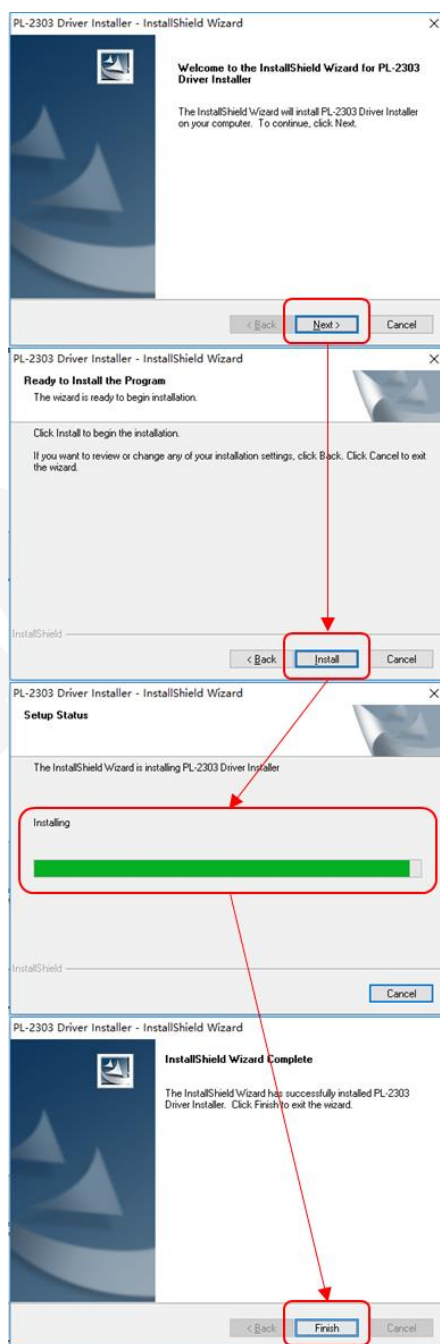 PL-2303 Driver Installer - InstallShield Wizard
Welcome to the InstallShield Wizard for PL-2303
Driver Installer
The InstallShield Wizard will install PL-2303 Driver Installer
on your computer. To continue, click Next.
< Back Next > Cancel
PL-2303 Driver Installer - InstallShield Wizard
Ready to Install the Program
The wizard is ready to begin installation.
Click Install to begin the installation.
If you want to review or change any of your installation settings, click Back. Click Cancel to exit
the wizard.
InstallShield
< Back Install Cancel
PL-2303 Driver Installer - InstallShield Wizard
Setup Status
The InstallShield Wizard is installing PL-2303 Driver Installer
Installing
InstallShield
Cancel
PL-2303 Driver Installer - InstallShield Wizard
InstallShield Wizard Complete
The InstallShield Wizard has successfully installed PL-2303
Driver Installer. Click Finish to exit the wizard.
< Back Finish Cancel